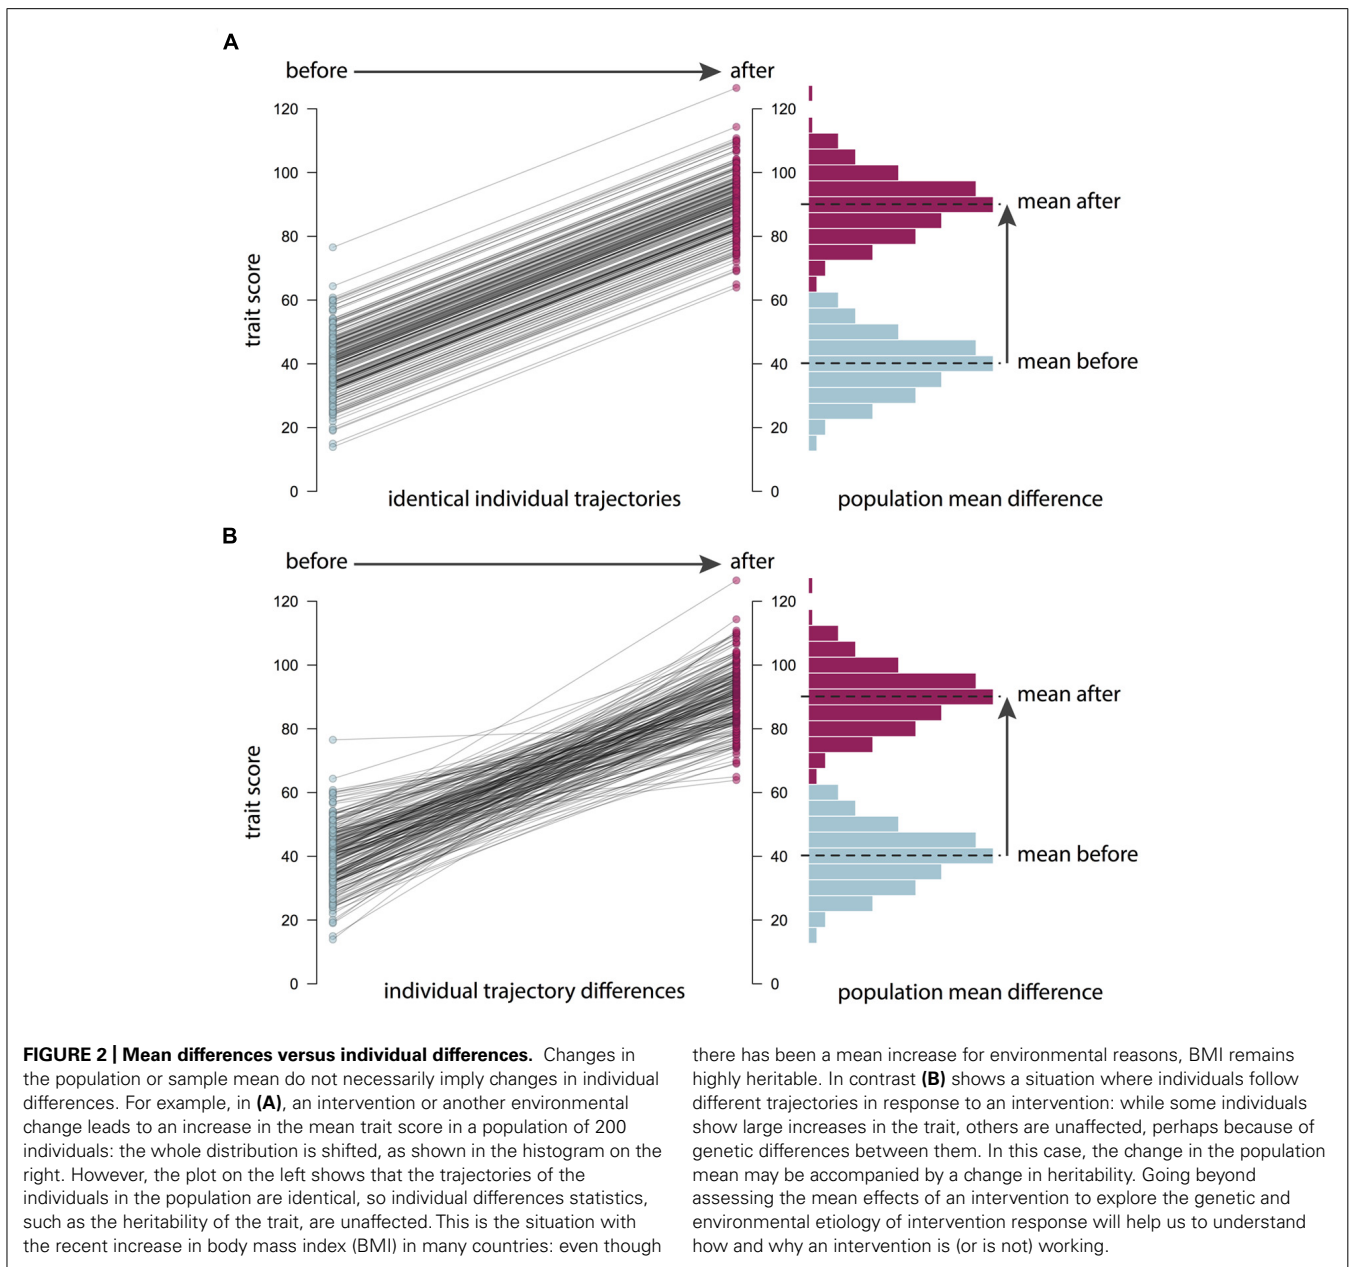 A
before
after
120
100
80
60
40
20
0
trait score
120
100
80
60
40
20
0
mean after
mean before
identical individual trajectories
population mean difference
B
before
after
120
100
80
60
40
20
0
trait score
120
100
80
60
40
20
0
mean after
mean before
individual trajectory differences
population mean difference
FIGURE 2 | Mean differences versus individual differences. Changes in
the population or sample mean do not necessarily imply changes in individual
differences. For example, in (A), an intervention or another environmental
change leads to an increase in the mean trait score in a population of 200
individuals: the whole distribution is shifted, as shown in the histogram on the
right. However, the plot on the left shows that the trajectories of the
individuals in the population are identical, so individual differences statistics,
such as the heritability of the trait, are unaffected. This is the situation with
the recent increase in body mass index (BMI) in many countries: even though
there has been a mean increase for environmental reasons, BMI remains
highly heritable. In contrast (B) shows a situation where individuals follow
different trajectories in response to an intervention: while some individuals
show large increases in the trait, others are unaffected, perhaps because of
genetic differences between them. In this case, the change in the population
mean may be accompanied by a change in heritability. Going beyond
assessing the mean effects of an intervention to explore the genetic and
environmental etiology of intervention response will help us to understand
how and why an intervention is (or is not) working.